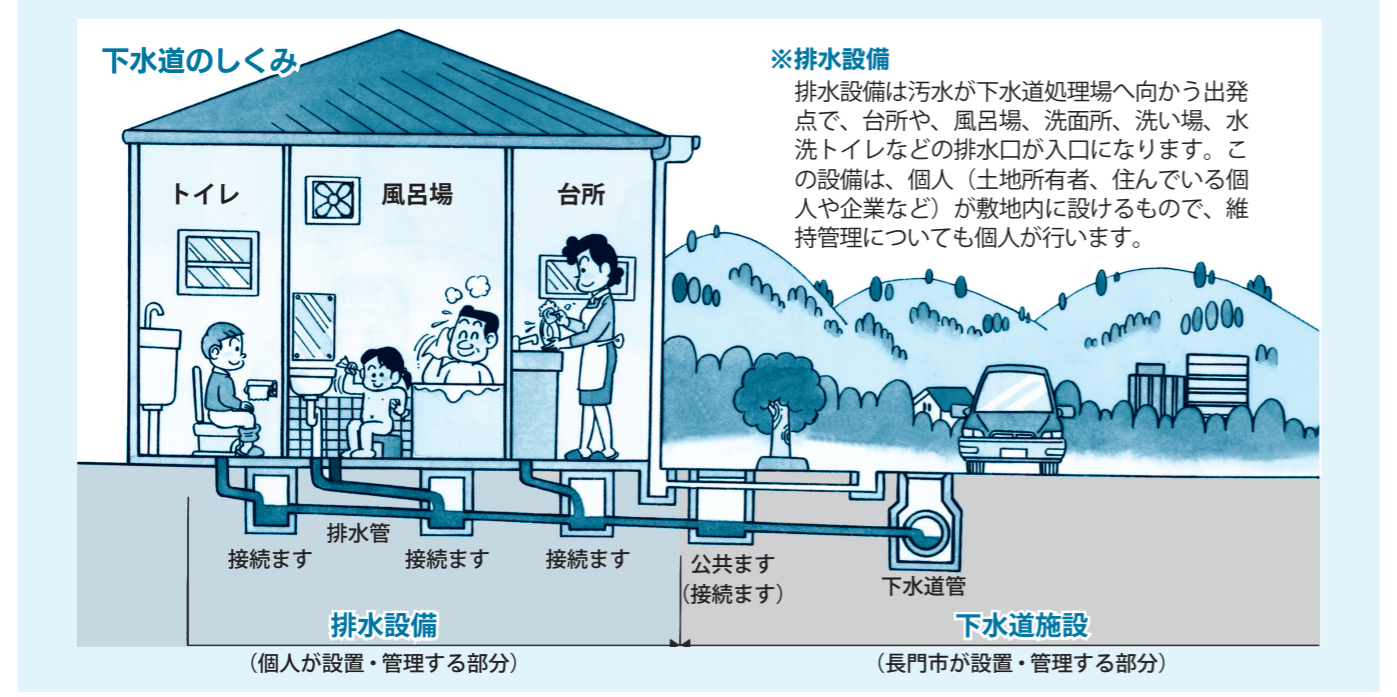 下水道のしくみ
※排水設備
排水設備は汚水が下水道処理場へ向かう出発
点で、台所や、風呂場、洗面所、洗い場、水
洗トイレなどの排水口が入口になります。こ
の設備は、個人（土地所有者、住んでいる個
人や企業など）が敷地内に設けるもので、維
持管理についても個人が行います。
トイレ
風呂場
台所
排水管
接続ます
接続ます
接続ます
公共ます
（接続ます）
下水道管
排水設備
（個人が設置・管理する部分）
下水道施設
（長門市が設置・管理する部分）